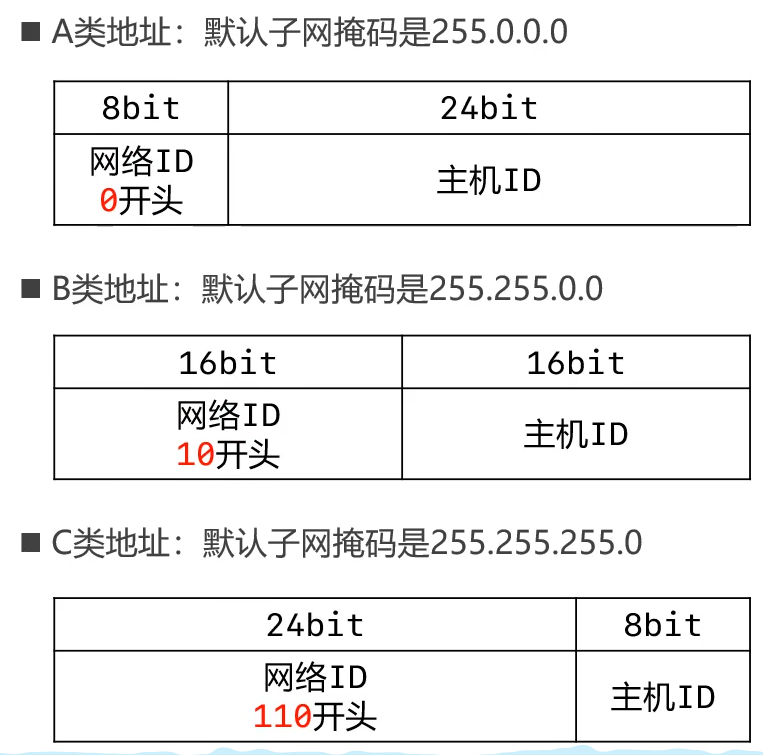 ■ A类地址：默认子网掩码是255.0.0.0
8bit 24bit
网络ID
0开头
主机ID
■ B类地址：默认子网掩码是255.255.0.0
16bit 16bit
网络ID
10开头
主机ID
■ C类地址：默认子网掩码是255.255.255.0
24bit 8bit
网络ID
110开头
主机ID